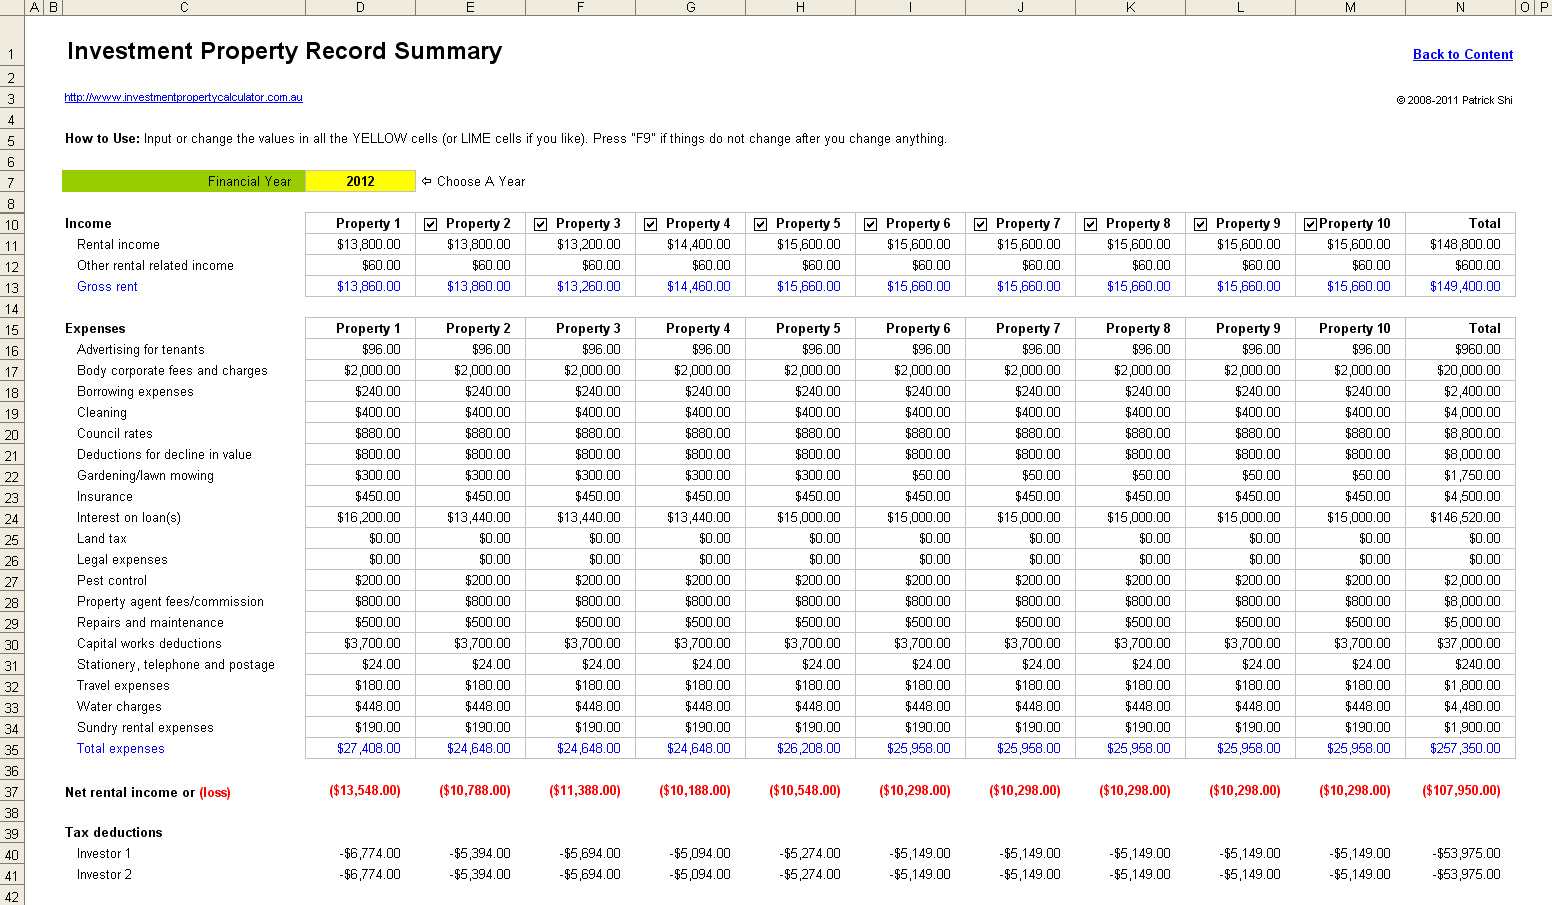 A B C D E F G H I J K L M N O P
1 Investment Property Record Summary Back to Content
2
3 http://www.investmentpropertycalculator.com.au © 2008-2011 Patrick Shi
4
5 How to Use: Input or change the values in all the YELLOW cells (or LIME cells if you like). Press "F9" if things do not change after you change anything.
6
7 Financial Year 2012 ⇦ Choose A Year
8
10 Income Property 1 Property 2 Property 3 Property 4 Property 5 Property 6 Property 7 Property 8 Property 9 Property 10 Total
11 Rental income $13,800.00 $13,800.00 $13,200.00 $14,400.00 $15,600.00 $15,600.00 $15,600.00 $15,600.00 $15,600.00 $15,600.00 $148,800.00
12 Other rental related income $60.00 $60.00 $60.00 $60.00 $60.00 $60.00 $60.00 $60.00 $60.00 $60.00 $600.00
13 Gross rent $13,860.00 $13,860.00 $13,260.00 $14,460.00 $15,660.00 $15,660.00 $15,660.00 $15,660.00 $15,660.00 $15,660.00 $149,400.00
14
15 Expenses Property 1 Property 2 Property 3 Property 4 Property 5 Property 6 Property 7 Property 8 Property 9 Property 10 Total
16 Advertising for tenants $96.00 $96.00 $96.00 $96.00 $96.00 $96.00 $96.00 $96.00 $96.00 $96.00 $960.00
17 Body corporate fees and charges $2,000.00 $2,000.00 $2,000.00 $2,000.00 $2,000.00 $2,000.00 $2,000.00 $2,000.00 $2,000.00 $2,000.00 $20,000.00
18 Borrowing expenses $240.00 $240.00 $240.00 $240.00 $240.00 $240.00 $240.00 $240.00 $240.00 $240.00 $2,400.00
19 Cleaning $400.00 $400.00 $400.00 $400.00 $400.00 $400.00 $400.00 $400.00 $400.00 $400.00 $4,000.00
20 Council rates $880.00 $880.00 $880.00 $880.00 $880.00 $880.00 $880.00 $880.00 $880.00 $880.00 $8,800.00
21 Deductions for decline in value $800.00 $800.00 $800.00 $800.00 $800.00 $800.00 $800.00 $800.00 $800.00 $800.00 $8,000.00
22 Gardening/lawn mowing $300.00 $300.00 $300.00 $300.00 $300.00 $50.00 $50.00 $50.00 $50.00 $50.00 $1,750.00
23 Insurance $450.00 $450.00 $450.00 $450.00 $450.00 $450.00 $450.00 $450.00 $450.00 $450.00 $4,500.00
24 Interest on loan(s) $16,200.00 $13,440.00 $13,440.00 $13,440.00 $15,000.00 $15,000.00 $15,000.00 $15,000.00 $15,000.00 $15,000.00 $146,520.00
25 Land tax $0.00 $0.00 $0.00 $0.00 $0.00 $0.00 $0.00 $0.00 $0.00 $0.00 $0.00
26 Legal expenses $0.00 $0.00 $0.00 $0.00 $0.00 $0.00 $0.00 $0.00 $0.00 $0.00 $0.00
27 Pest control $200.00 $200.00 $200.00 $200.00 $200.00 $200.00 $200.00 $200.00 $200.00 $200.00 $2,000.00
28 Property agent fees/commission $800.00 $800.00 $800.00 $800.00 $800.00 $800.00 $800.00 $800.00 $800.00 $800.00 $8,000.00
29 Repairs and maintenance $500.00 $500.00 $500.00 $500.00 $500.00 $500.00 $500.00 $500.00 $500.00 $500.00 $5,000.00
30 Capital works deductions $3,700.00 $3,700.00 $3,700.00 $3,700.00 $3,700.00 $3,700.00 $3,700.00 $3,700.00 $3,700.00 $3,700.00 $37,000.00
31 Stationery, telephone and postage $24.00 $24.00 $24.00 $24.00 $24.00 $24.00 $24.00 $24.00 $24.00 $24.00 $240.00
32 Travel expenses $180.00 $180.00 $180.00 $180.00 $180.00 $180.00 $180.00 $180.00 $180.00 $180.00 $1,800.00
33 Water charges $448.00 $448.00 $448.00 $448.00 $448.00 $448.00 $448.00 $448.00 $448.00 $448.00 $4,480.00
34 Sundry rental expenses $190.00 $190.00 $190.00 $190.00 $190.00 $190.00 $190.00 $190.00 $190.00 $190.00 $1,900.00
35 Total expenses $27,408.00 $24,648.00 $24,648.00 $24,648.00 $26,208.00 $25,958.00 $25,958.00 $25,958.00 $25,958.00 $25,958.00 $257,350.00
36
37 Net rental income or (loss) ($13,548.00) ($10,788.00) ($11,388.00) ($10,188.00) ($10,548.00) ($10,298.00) ($10,298.00) ($10,298.00) ($10,298.00) ($10,298.00) ($107,950.00)
38
39 Tax deductions
40 Investor 1 -$6,774.00 -$5,394.00 -$5,694.00 -$5,094.00 -$5,274.00 -$5,149.00 -$5,149.00 -$5,149.00 -$5,149.00 -$5,149.00 -$53,975.00
41 Investor 2 -$6,774.00 -$5,394.00 -$5,694.00 -$5,094.00 -$5,274.00 -$5,149.00 -$5,149.00 -$5,149.00 -$5,149.00 -$5,149.00 -$53,975.00
42